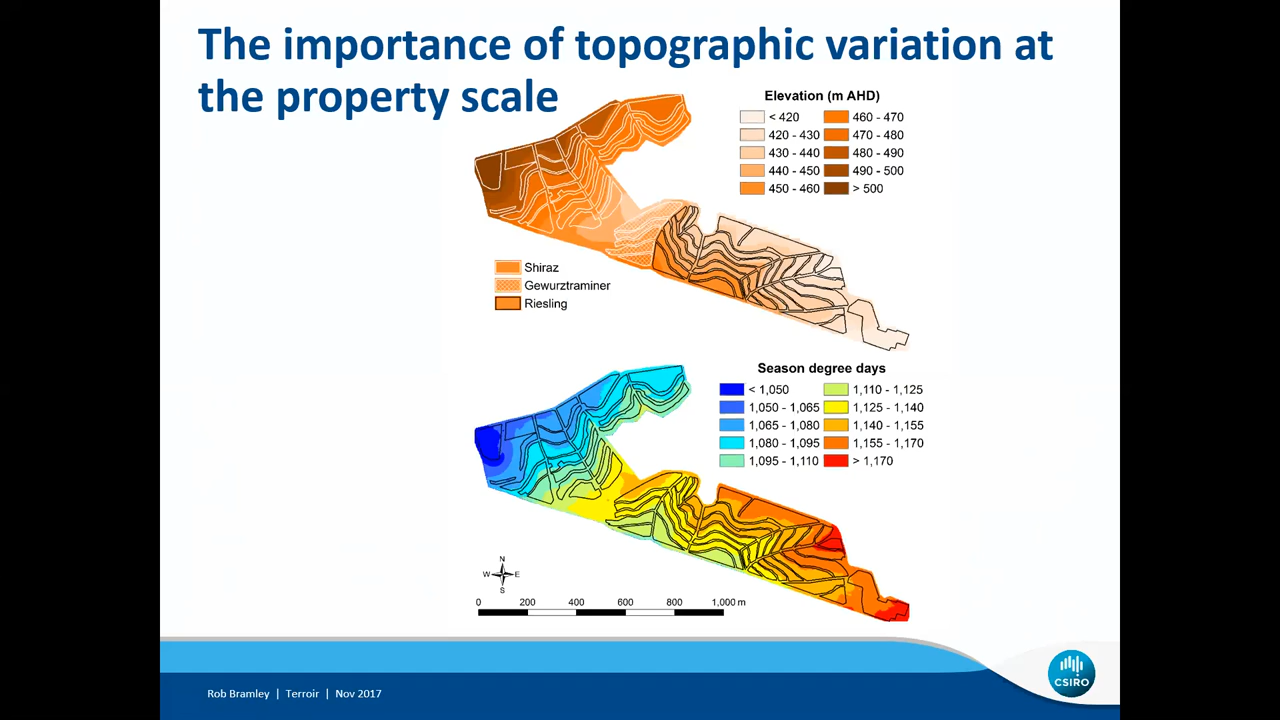 The importance of topographic variation at
the property scale
Elevation (m AHD)
< 420
460 - 470
420 - 430
470 - 480
430 - 440
480 - 490
440 - 450
490 - 500
450 - 460
> 500
Shiraz
Gewurztraminer
Riesling
Season degree days
< 1,050
1,110 - 1,125
1,050 - 1,065
1,125 - 1,140
1,065 - 1,080
1,140 - 1,155
1,080 - 1,095
1,155 - 1,170
1,095 - 1,110
> 1,170
N
W E
S
0 200 400 600 800 1,000 m
Rob Bramley | Terroir | Nov 2017
CSIRO